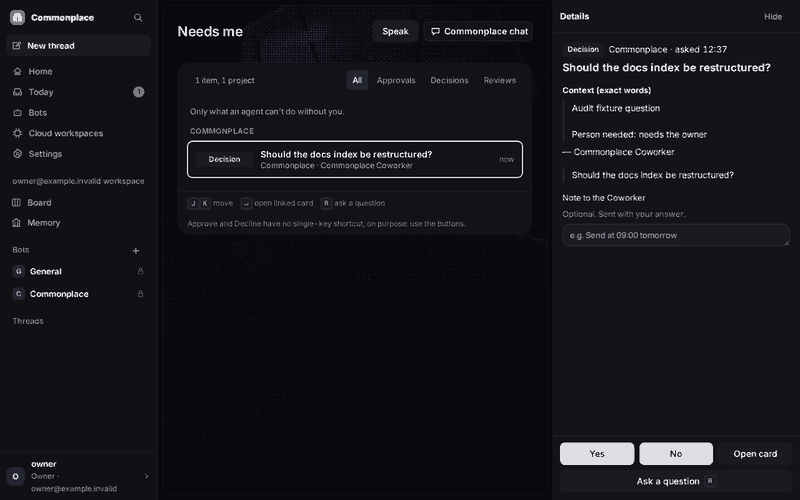 Commonplace
New thread
Home
Today 1
Bots
Cloud workspaces
Settings
owner@example.invalid workspace
Board
Memory
Bots +
G General
C Commonplace
Threads
O owner
Owner ·
owner@example.invalid
Needs me
Speak
Commonplace chat
1 item, 1 project
All Approvals Decisions Reviews
Only what an agent can't do without you.
COMMONPLACE
Decision
Should the docs index be restructured?
Commonplace · Commonplace Coworker
now
J K move ↵ open linked card R ask a question
Approve and Decline have no single-key shortcut, on purpose: use the buttons.
Details Hide
Decision Commonplace · asked 12:37
Should the docs index be restructured?
Context (exact words)
Audit fixture question
Person needed: needs the owner
— Commonplace Coworker
Should the docs index be restructured?
Note to the Coworker
Optional. Sent with your answer.
e.g. Send at 09:00 tomorrow
Yes No Open card
Ask a question R